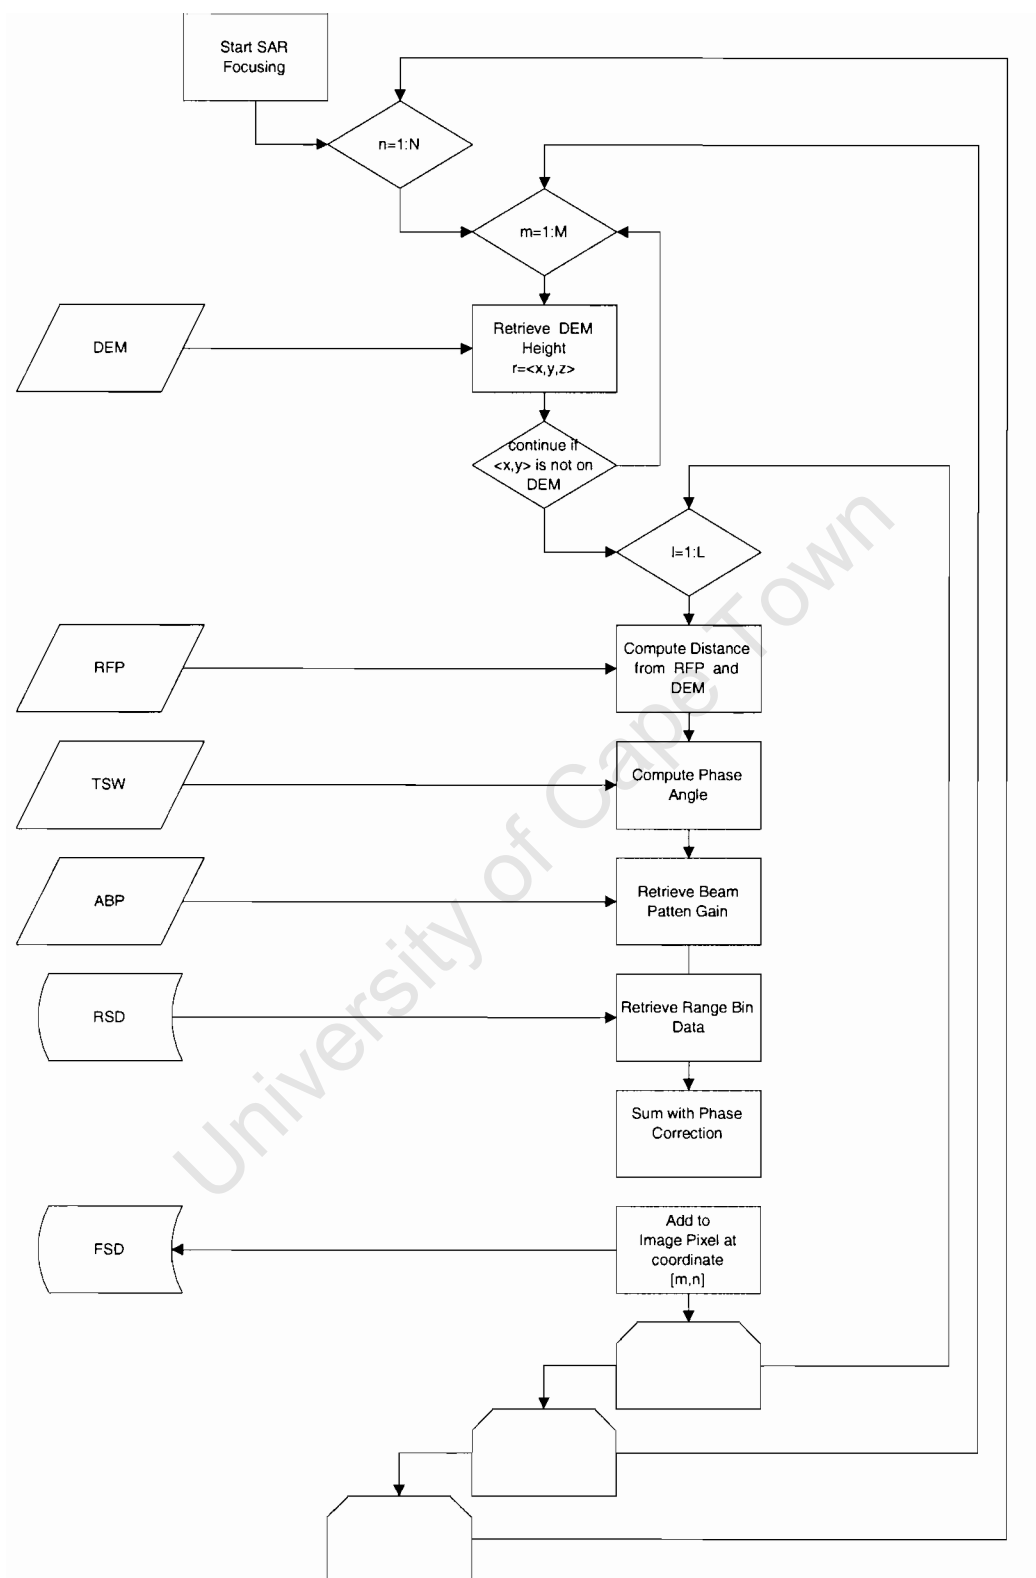 Start SAR
Focusing
n=1:N
m=1:M
DEM
Retrieve DEM
Height
r=<x,y,z>
continue if
<x,y> is not on
DEM
l=1:L
RFP
Compute Distance
from RFP and
DEM
TSW
Compute Phase
Angle
ABP
Retrieve Beam
Patten Gain
RSD
Retrieve Range Bin
Data
Sum with Phase
Correction
FSD
Add to
Image Pixel at
coordinate
[m,n]
University of Cape Town